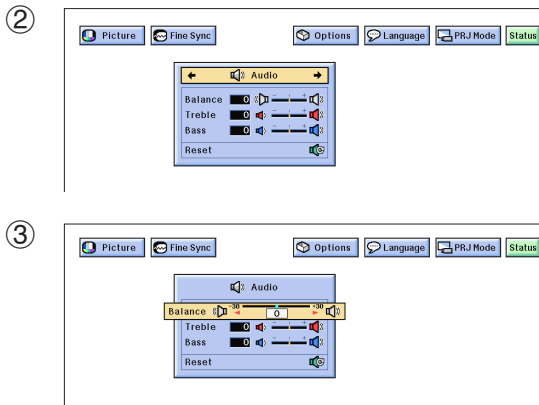 ②
Picture Fine Sync Options Language PRJ Mode Status
Audio
Balance 0 - +
Treble 0 - +
Bass 0 - +
Reset
③
Picture Fine Sync Options Language PRJ Mode Status
Audio
Balance -30 0 +30
Treble 0 - +
Bass 0 - +
Reset